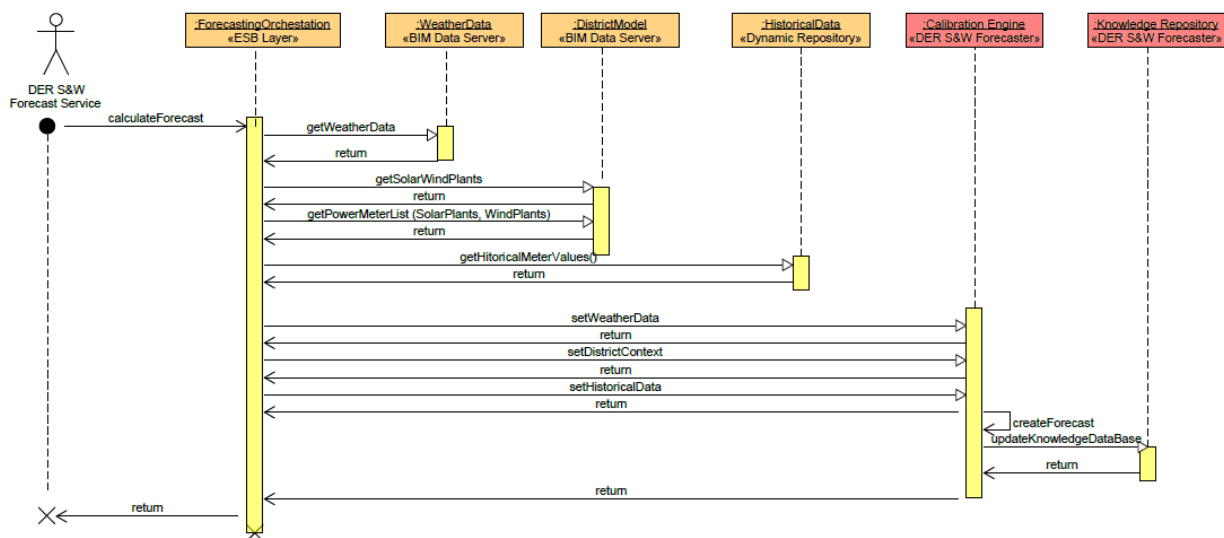 :ForecastingOrchestation
«ESB Layer»
:WeatherData
«BIM Data Server»
:DistrictModel
«BIM Data Server»
:HistoricalData
«Dynamic Repository»
:Calibration Engine
«DER S&W Forecaster»
:Knowledge Repository
«DER S&W Forecaster»
DER S&W
Forecast Service
calculateForecast
getWeatherData
return
getSolarWindPlants
return
getPowerMeterList (SolarPlants, WindPlants)
return
getHitoricalMeterValues()
return
setWeatherData
return
setDistrictContext
return
setHistoricalData
return
createForecast
updateKnowledgeDataBase
return
return
return